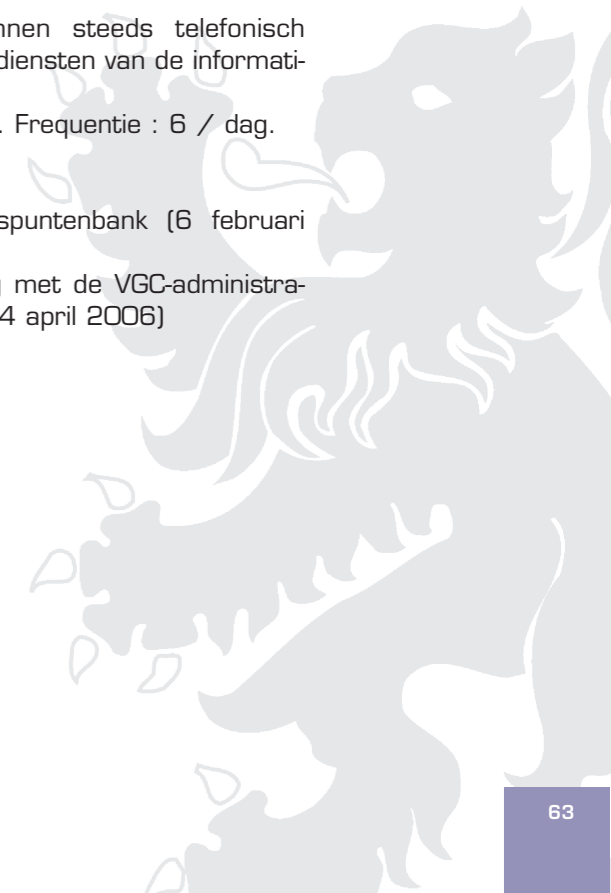 nnen steeds telefonisch
diensten van de informati-
. Frequentie : 6 / dag.
spuntenbank (6 februari
g met de VGC-administra-
4 april 2006)
63